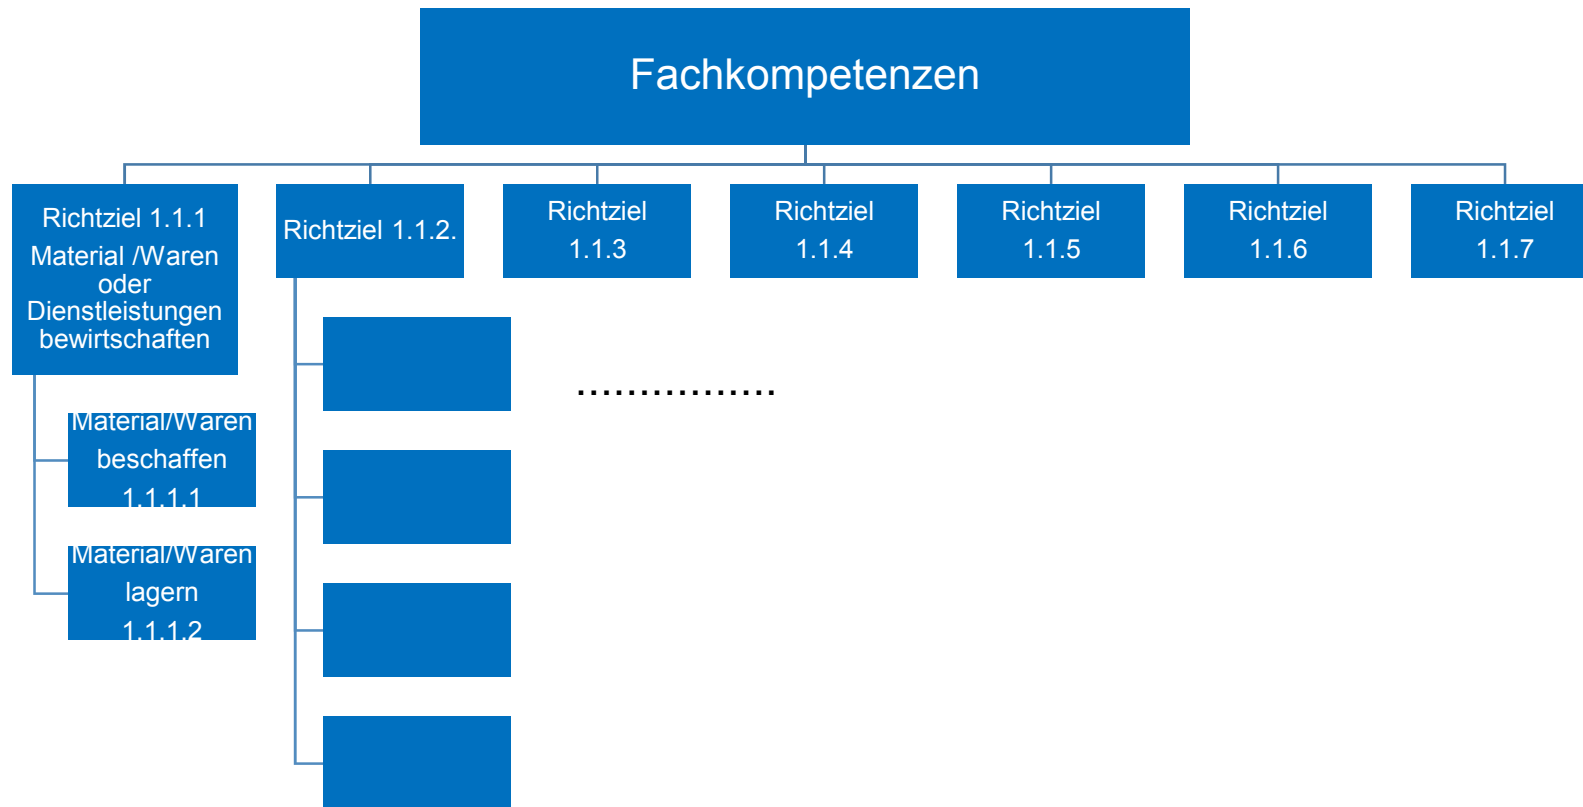 Fachkompetenzen
Richtziel 1.1.1
Material /Waren
oder
Dienstleistungen
bewirtschaften
Richtziel 1.1.2.
Richtziel
1.1.3
Richtziel
1.1.4
Richtziel
1.1.5
Richtziel
1.1.6
Richtziel
1.1.7
Material/Waren
beschaffen
1.1.1.1
Material/Waren
lagern
1.1.1.2
................